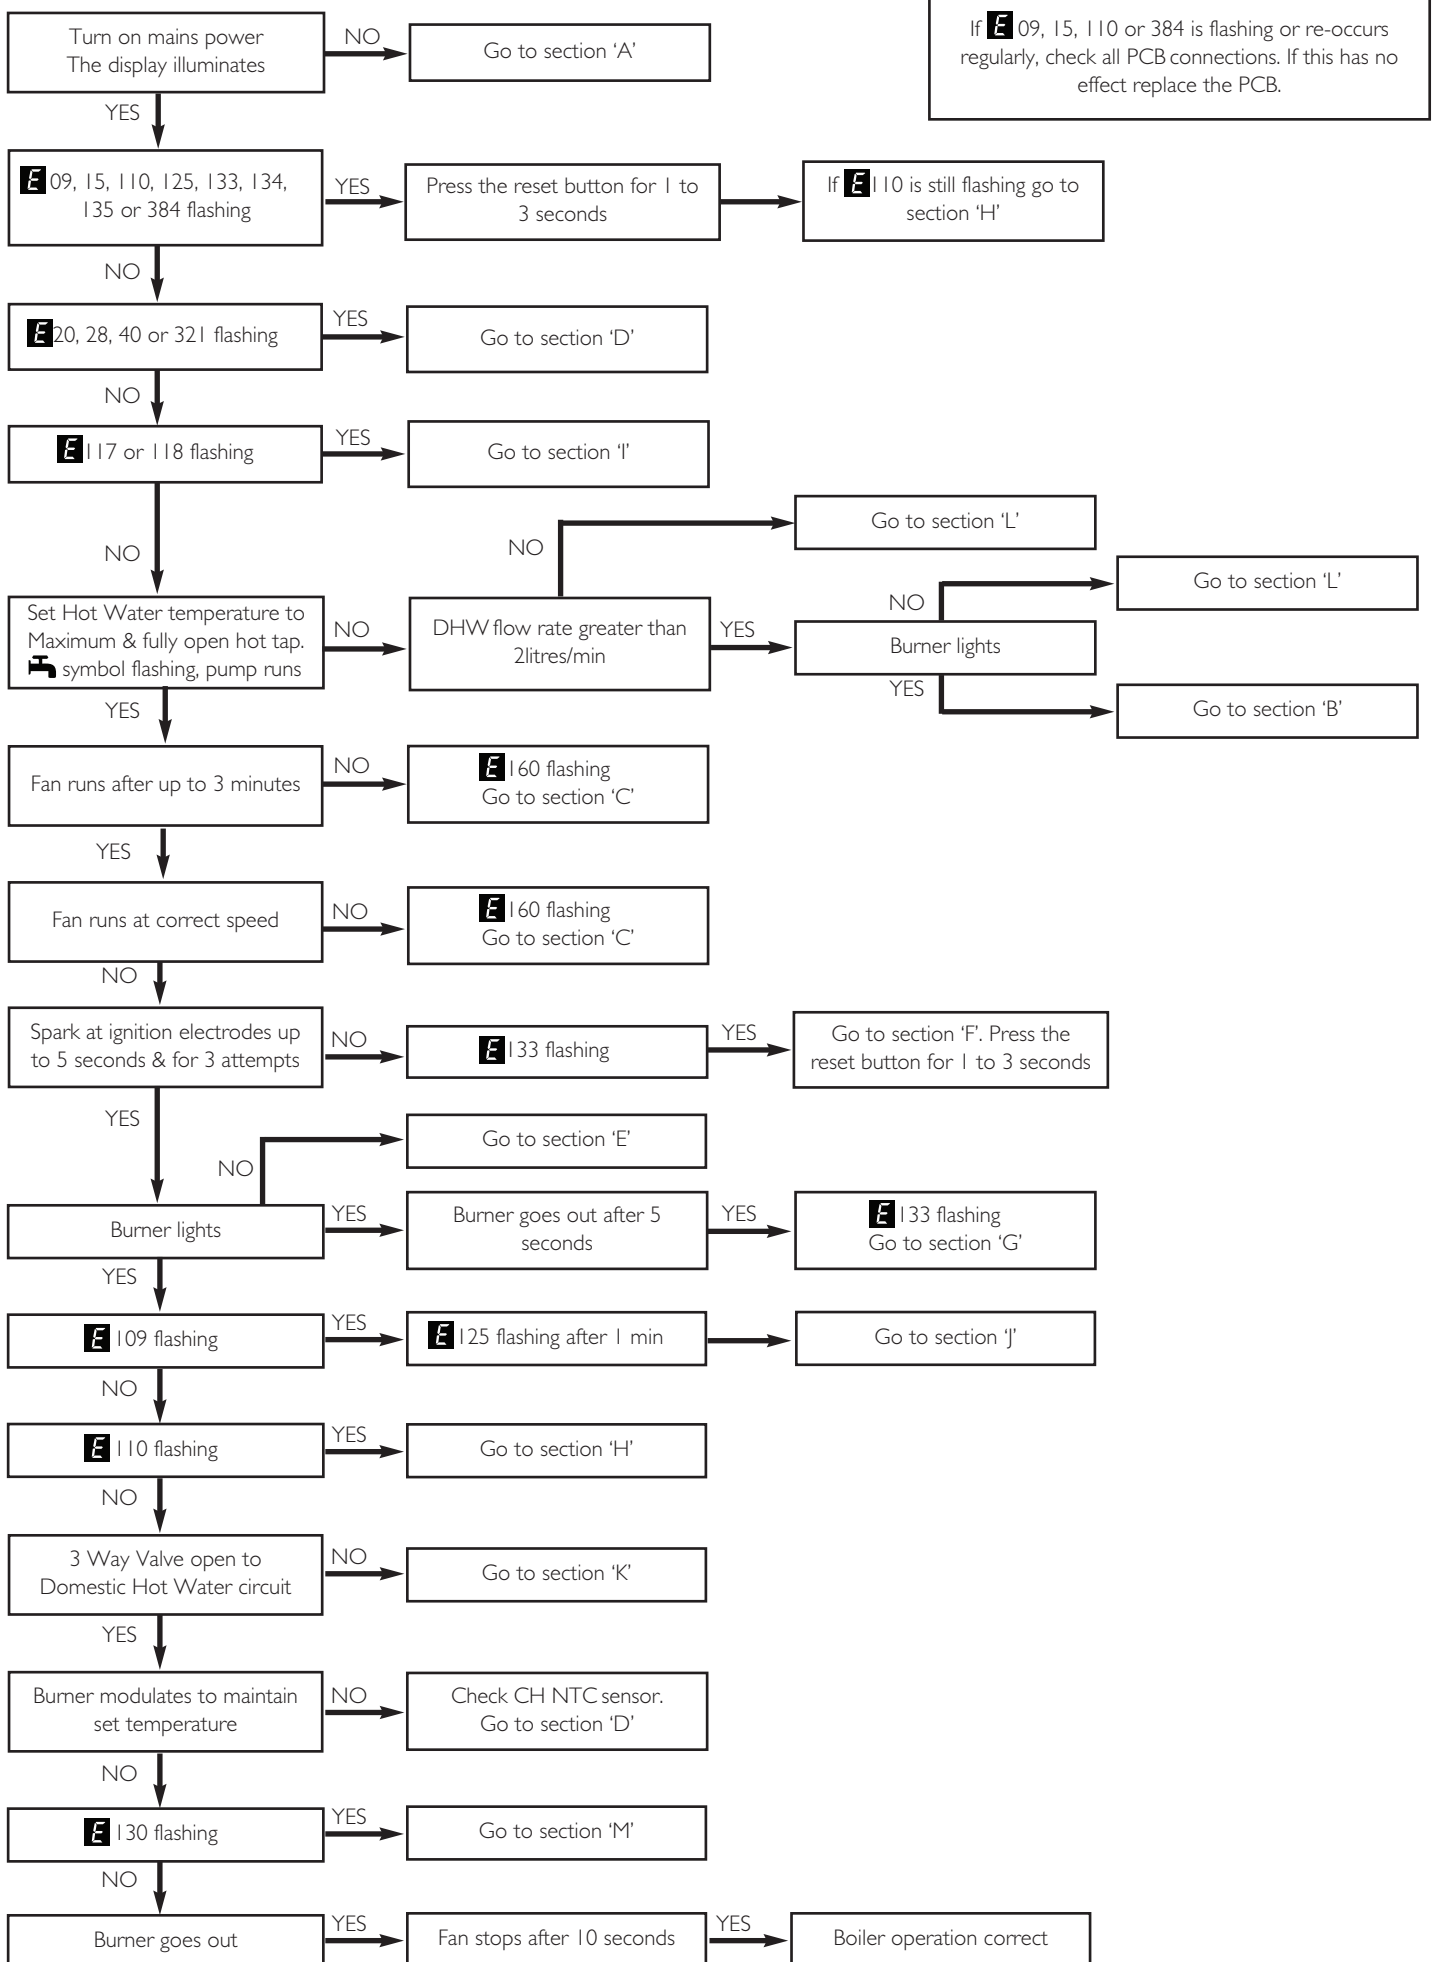 Turn on mains power
The display illuminates
NO
Go to section ‘A’
If E 09, 15, 110 or 384 is flashing or re-occurs
regularly, check all PCB connections. If this has no
effect replace the PCB.
YES
E 09, 15, 110, 125, 133, 134,
135 or 384 flashing
YES
Press the reset button for 1 to
3 seconds
If E 110 is still flashing go to
section ‘H’
NO
E 20, 28, 40 or 321 flashing
YES
Go to section ‘D’
NO
E 117 or 118 flashing
YES
Go to section ‘I’
NO
Set Hot Water temperature to
Maximum & fully open hot tap.
symbol flashing, pump runs
NO
DHW flow rate greater than
2litres/min
NO
Go to section ‘L’
YES
Burner lights
NO
Go to section ‘L’
YES
Go to section ‘B’
YES
Fan runs after up to 3 minutes
NO
E 160 flashing
Go to section ‘C’
YES
Fan runs at correct speed
NO
E 160 flashing
Go to section ‘C’
NO
Spark at ignition electrodes up
to 5 seconds & for 3 attempts
NO
E 133 flashing
YES
Go to section ‘F’. Press the
reset button for 1 to 3 seconds
YES
NO
Go to section ‘E’
Burner lights
YES
Burner goes out after 5
seconds
YES
E 133 flashing
Go to section ‘G’
YES
E 109 flashing
YES
E 125 flashing after 1 min
Go to section ‘J’
NO
E 110 flashing
YES
Go to section ‘H’
NO
3 Way Valve open to
Domestic Hot Water circuit
NO
Go to section ‘K’
YES
Burner modulates to maintain
set temperature
NO
Check CH NTC sensor.
Go to section ‘D’
NO
E 130 flashing
YES
Go to section ‘M’
NO
Burner goes out
YES
Fan stops after 10 seconds
YES
Boiler operation correct